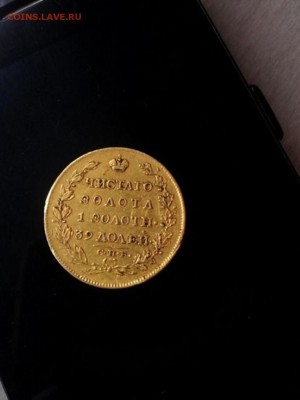 COINS.LAVE.RU
ЧИСТАГО
ЗОЛОТА
1 ЗОЛОТН.
39 ДОЛЕЙ.
С.П.Б.